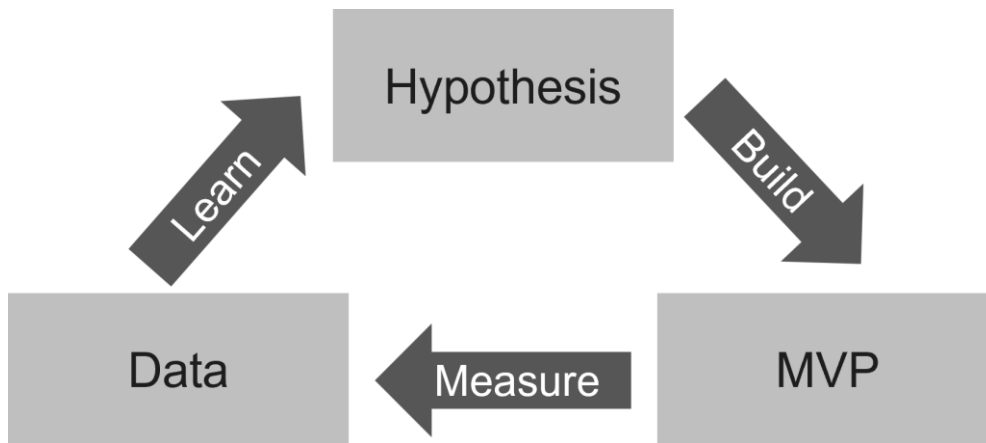 Hypothesis
Build
MVP
Measure
Data
Learn